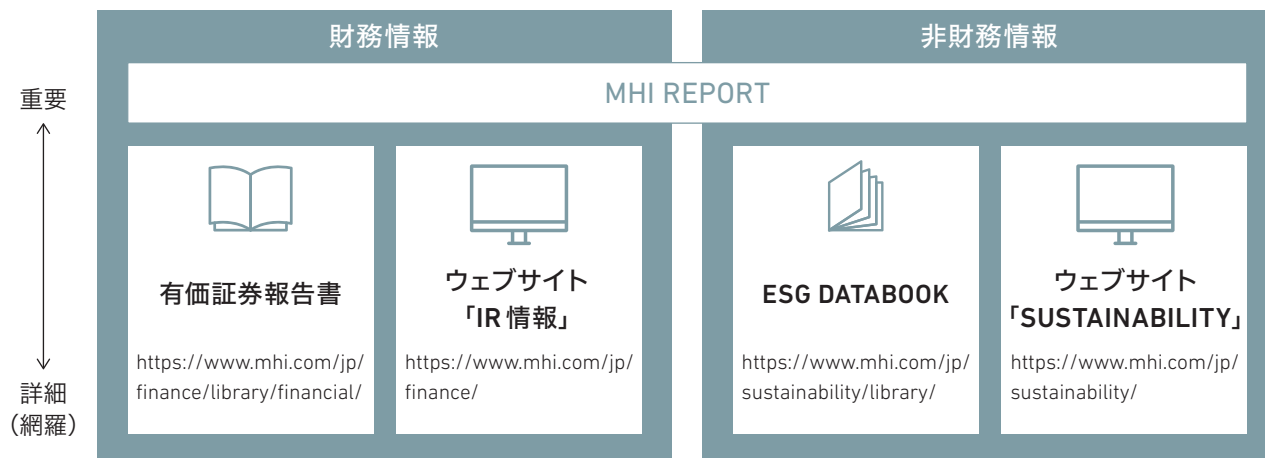 財務情報
非財務情報
MHI REPORT
重要
詳細
（網羅）
有価証券報告書
https://www.mhi.com/jp/
finance/library/financial/
ウェブサイト
「IR情報」
https://www.mhi.com/jp/
finance/
ESG DATABOOK
https://www.mhi.com/jp/
sustainability/library/
ウェブサイト
「SUSTAINABILITY」
https://www.mhi.com/jp/
sustainability/